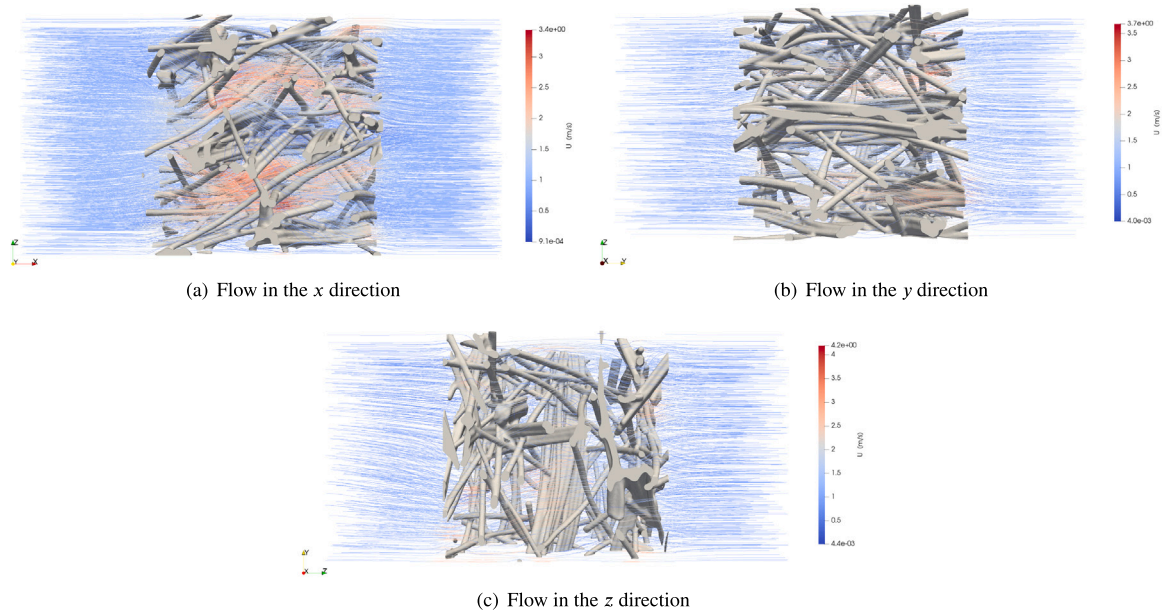 3.4e+00
3
2.5
2
1.5
1
0.5
9.1e-04
U (m/s)
Z
Y
X
(a) Flow in the x direction
3.7e+00
3.5
3
2.5
2
1.5
1
0.5
4.0e-03
U (m/s)
Z
X
Y
(b) Flow in the y direction
4.2e+00
4
3.5
3
2.5
2
1.5
1
0.5
4.4e-03
U (m/s)
Y
X
Z
(c) Flow in the z direction